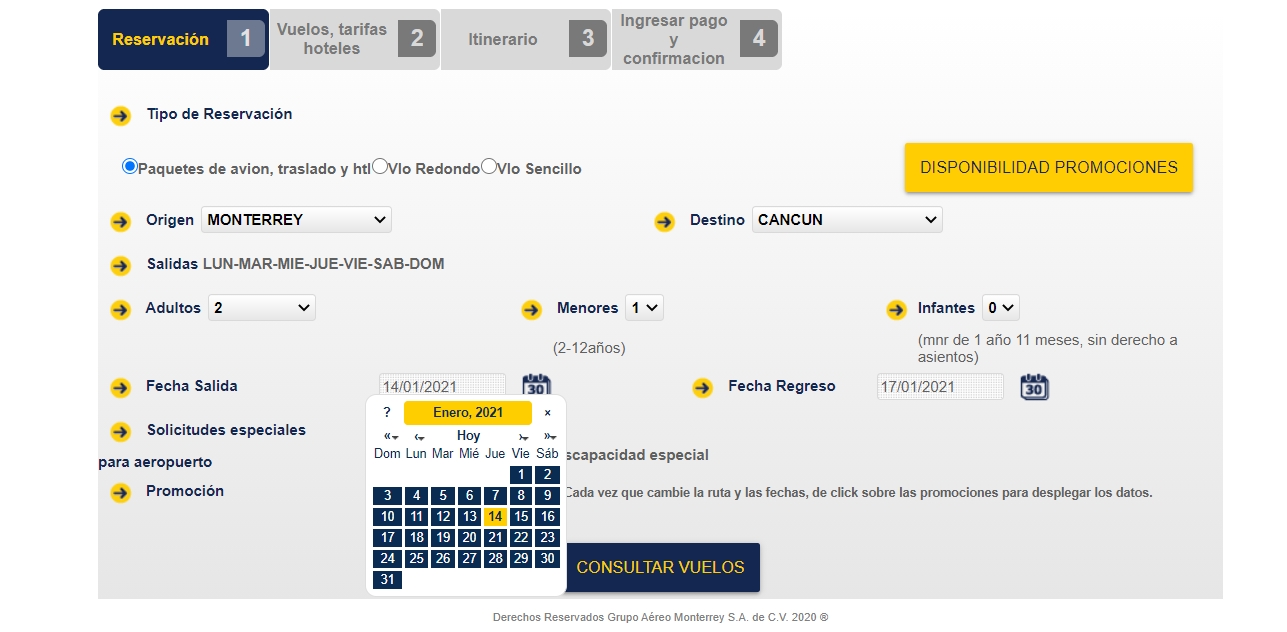 Reservación 1
Vuelos, tarifas hoteles 2
Itinerario 3
Ingresar pago y confirmacion 4
Tipo de Reservación
Paquetes de avion, traslado y htl Vlo Redondo Vlo Sencillo
DISPONIBILIDAD PROMOCIONES
Origen MONTERREY Destino CANCUN
Salidas LUN-MAR-MIE-JUE-VIE-SAB-DOM
Adultos 2 Menores 1 Infantes 0
(2-12años)
(mnr de 1 año 11 meses, sin derecho a
asientos)
Fecha Salida 14/01/2021 30 Fecha Regreso 17/01/2021 30
? Enero, 2021 ×
« ‹ Hoy › »
Dom Lun Mar Mié Jue Vie Sáb
1 2
3 4 5 6 7 8 9
10 11 12 13 14 15 16
17 18 19 20 21 22 23
24 25 26 27 28 29 30
31
Solicitudes especiales
para aeropuerto
scapacidad especial
Promoción
Cada vez que cambie la ruta y las fechas, de click sobre las promociones para desplegar los datos.
CONSULTAR VUELOS
Derechos Reservados Grupo Aéreo Monterrey S.A. de C.V. 2020 ®